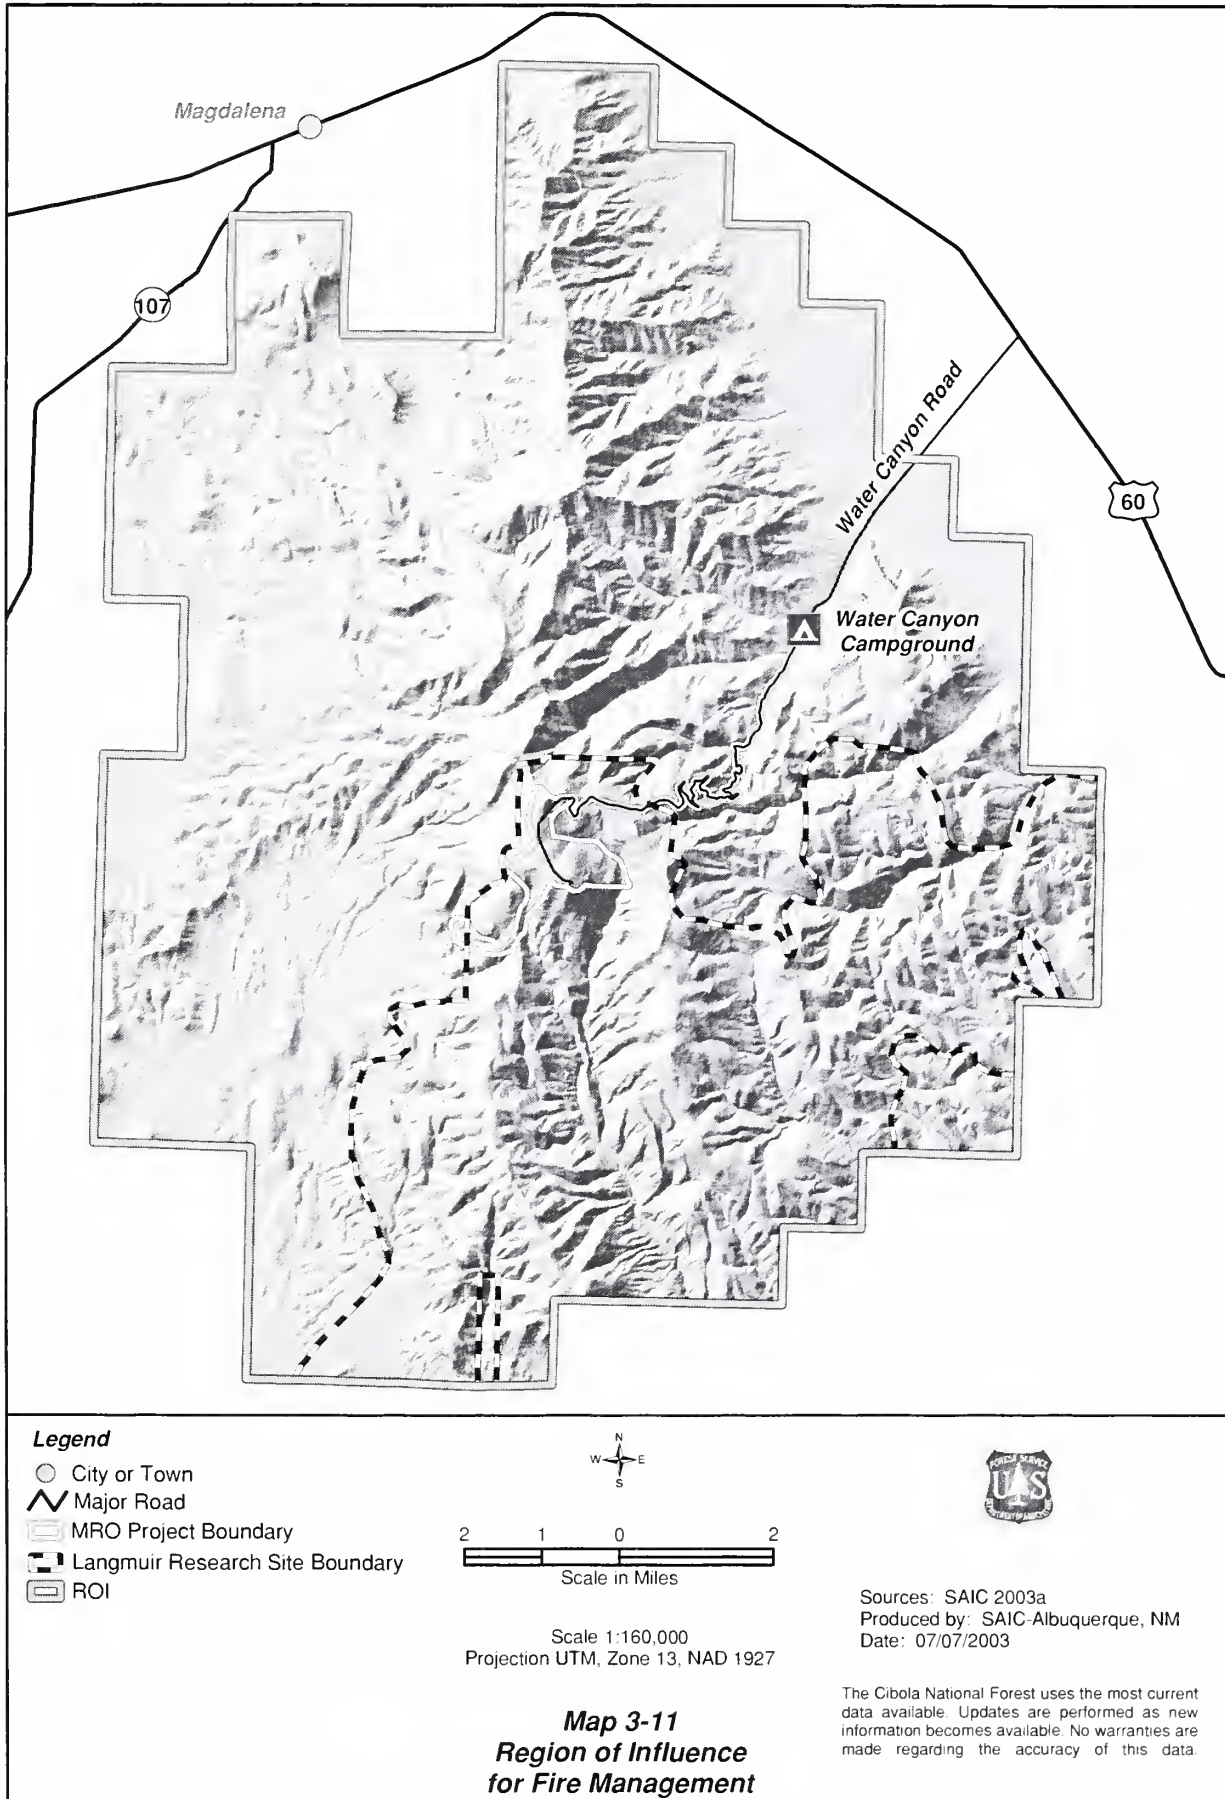 Magdalena
107
Water Canyon Road
60
Water Canyon
Campground
Legend
City or Town
Major Road
MRO Project Boundary
Langmuir Research Site Boundary
ROI
N
W E
S
2 1 0 2
Scale in Miles
Scale 1:160,000
Projection UTM, Zone 13, NAD 1927
Map 3-11
Region of Influence
for Fire Management
FOREST SERVICE
U S
Sources: SAIC 2003a
Produced by: SAIC-Albuquerque, NM
Date: 07/07/2003
The Cibola National Forest uses the most current
data available. Updates are performed as new
information becomes available. No warranties are
made regarding the accuracy of this data.